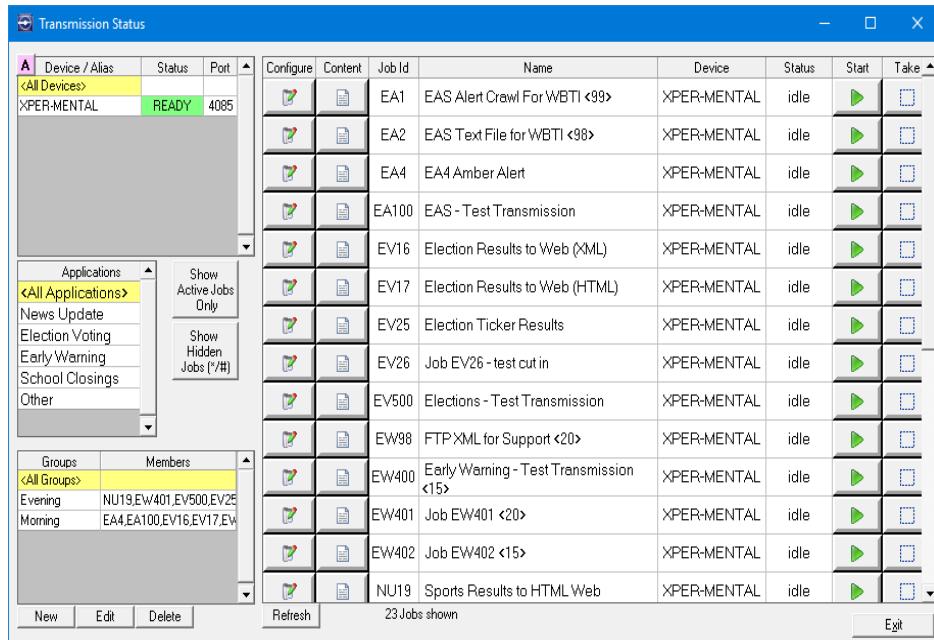 Transmission Status
A Device / Alias Status Port
<All Devices>
XPER-MENTAL READY 4085
Applications
<All Applications>
News Update
Election Voting
Early Warning
School Closings
Other
Show
Active Jobs
Only
Show
Hidden
Jobs (*/#)
Groups Members
<All Groups>
Evening NU19,EW401,EV500,EV25
Morning EA4,EA100,EV16,EV17,EW
New Edit Delete
Configure Content Job Id Name Device Status Start Take
EA1 EAS Alert Crawl For WBTI <99> XPER-MENTAL idle
EA2 EAS Text File for WBTI <98> XPER-MENTAL idle
EA4 EA4 Amber Alert XPER-MENTAL idle
EA100 EAS - Test Transmission XPER-MENTAL idle
EV16 Election Results to Web (XML) XPER-MENTAL idle
EV17 Election Results to Web (HTML) XPER-MENTAL idle
EV25 Election Ticker Results XPER-MENTAL idle
EV26 Job EV26 - test cut in XPER-MENTAL idle
EV500 Elections - Test Transmission XPER-MENTAL idle
EW98 FTP XML for Support <20> XPER-MENTAL idle
EW400 Early Warning - Test Transmission
<15> XPER-MENTAL idle
EW401 Job EW401 <20> XPER-MENTAL idle
EW402 Job EW402 <15> XPER-MENTAL idle
NU19 Sports Results to HTML Web XPER-MENTAL idle
Refresh 23 Jobs shown
Exit